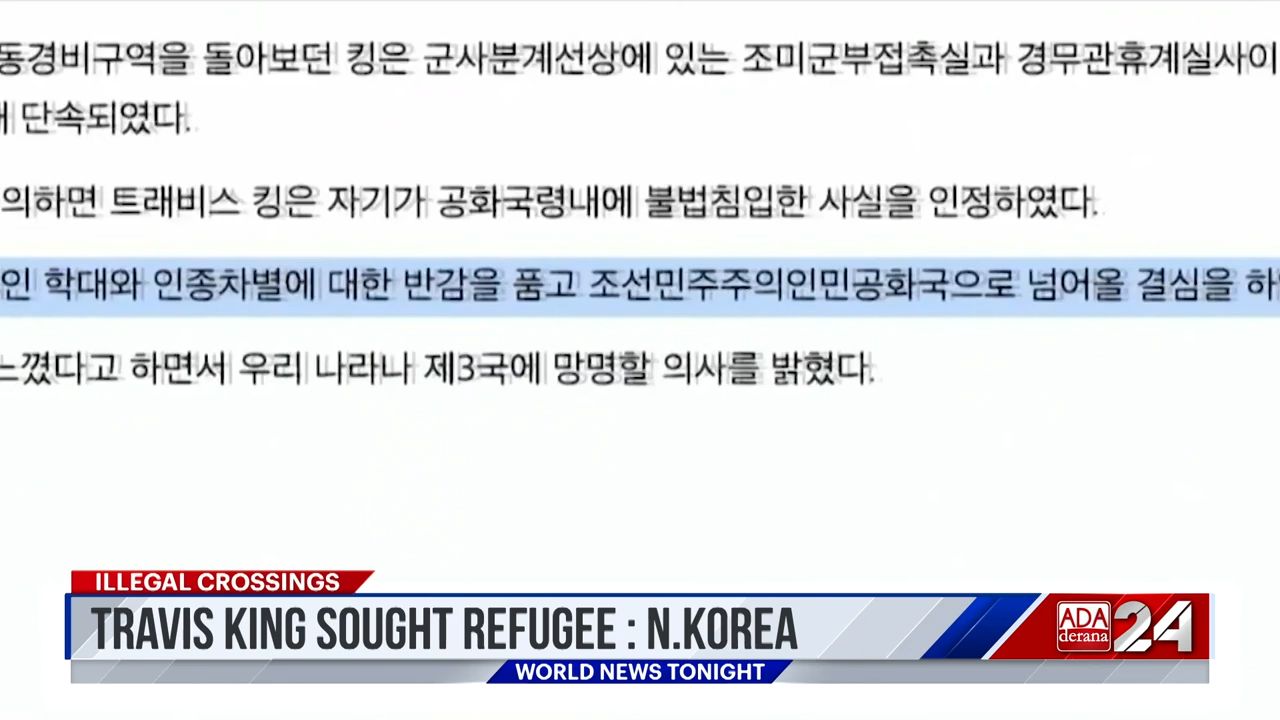 동경비구역을 돌아보던 킹은 군사분계선상에 있는 조미군부접촉실과 경무관휴계실사이
단속되였다.
의하면 트래비스 킹은 자기가 공화국령내에 불법침입한 사실을 인정하였다.
인 학대와 인종차별에 대한 반감을 품고 조선민주주의인민공화국으로 넘어올 결심을 하
느꼈다고 하면서 우리 나라나 제3국에 망명할 의사를 밝혔다.
ILLEGAL CROSSINGS
TRAVIS KING SOUGHT REFUGEE : N.KOREA
ADA
derana
24
WORLD NEWS TONIGHT